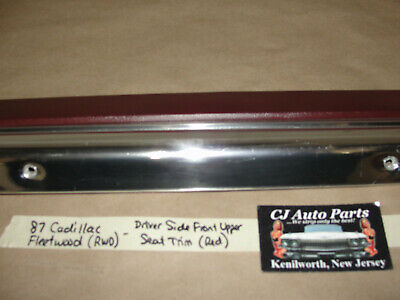 87 Cadillac
Fleetwood (RWD) - Driver Side Front Upper
Seat Trim (Red)
CJ Auto Parts
...We strip only the best!
Kenilworth, New Jersey